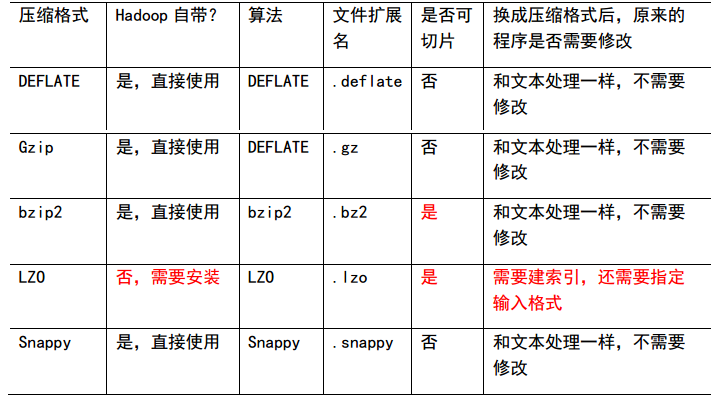 压缩格式 Hadoop 自带？ 算法 文件扩展名 是否可切片 换成压缩格式后，原来的程序是否需要修改
DEFLATE 是，直接使用 DEFLATE .deflate 否 和文本处理一样，不需要修改
Gzip 是，直接使用 DEFLATE .gz 否 和文本处理一样，不需要修改
bzip2 是，直接使用 bzip2 .bz2 是 和文本处理一样，不需要修改
LZO 否，需要安装 LZO .lzo 是 需要建索引，还需要指定输入格式
Snappy 是，直接使用 Snappy .snappy 否 和文本处理一样，不需要修改